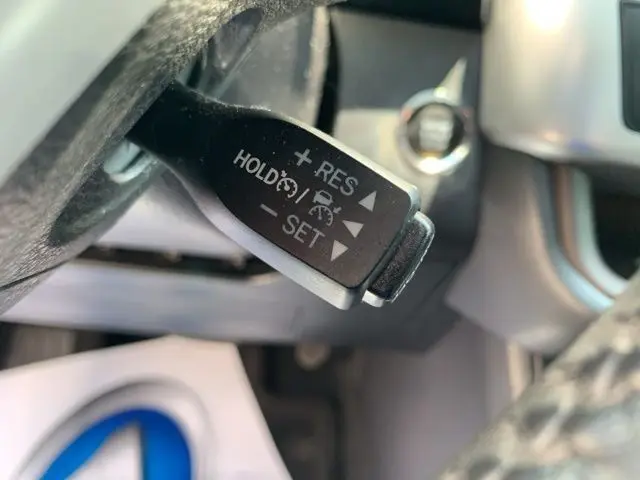 + RES
HOLD /
− SET